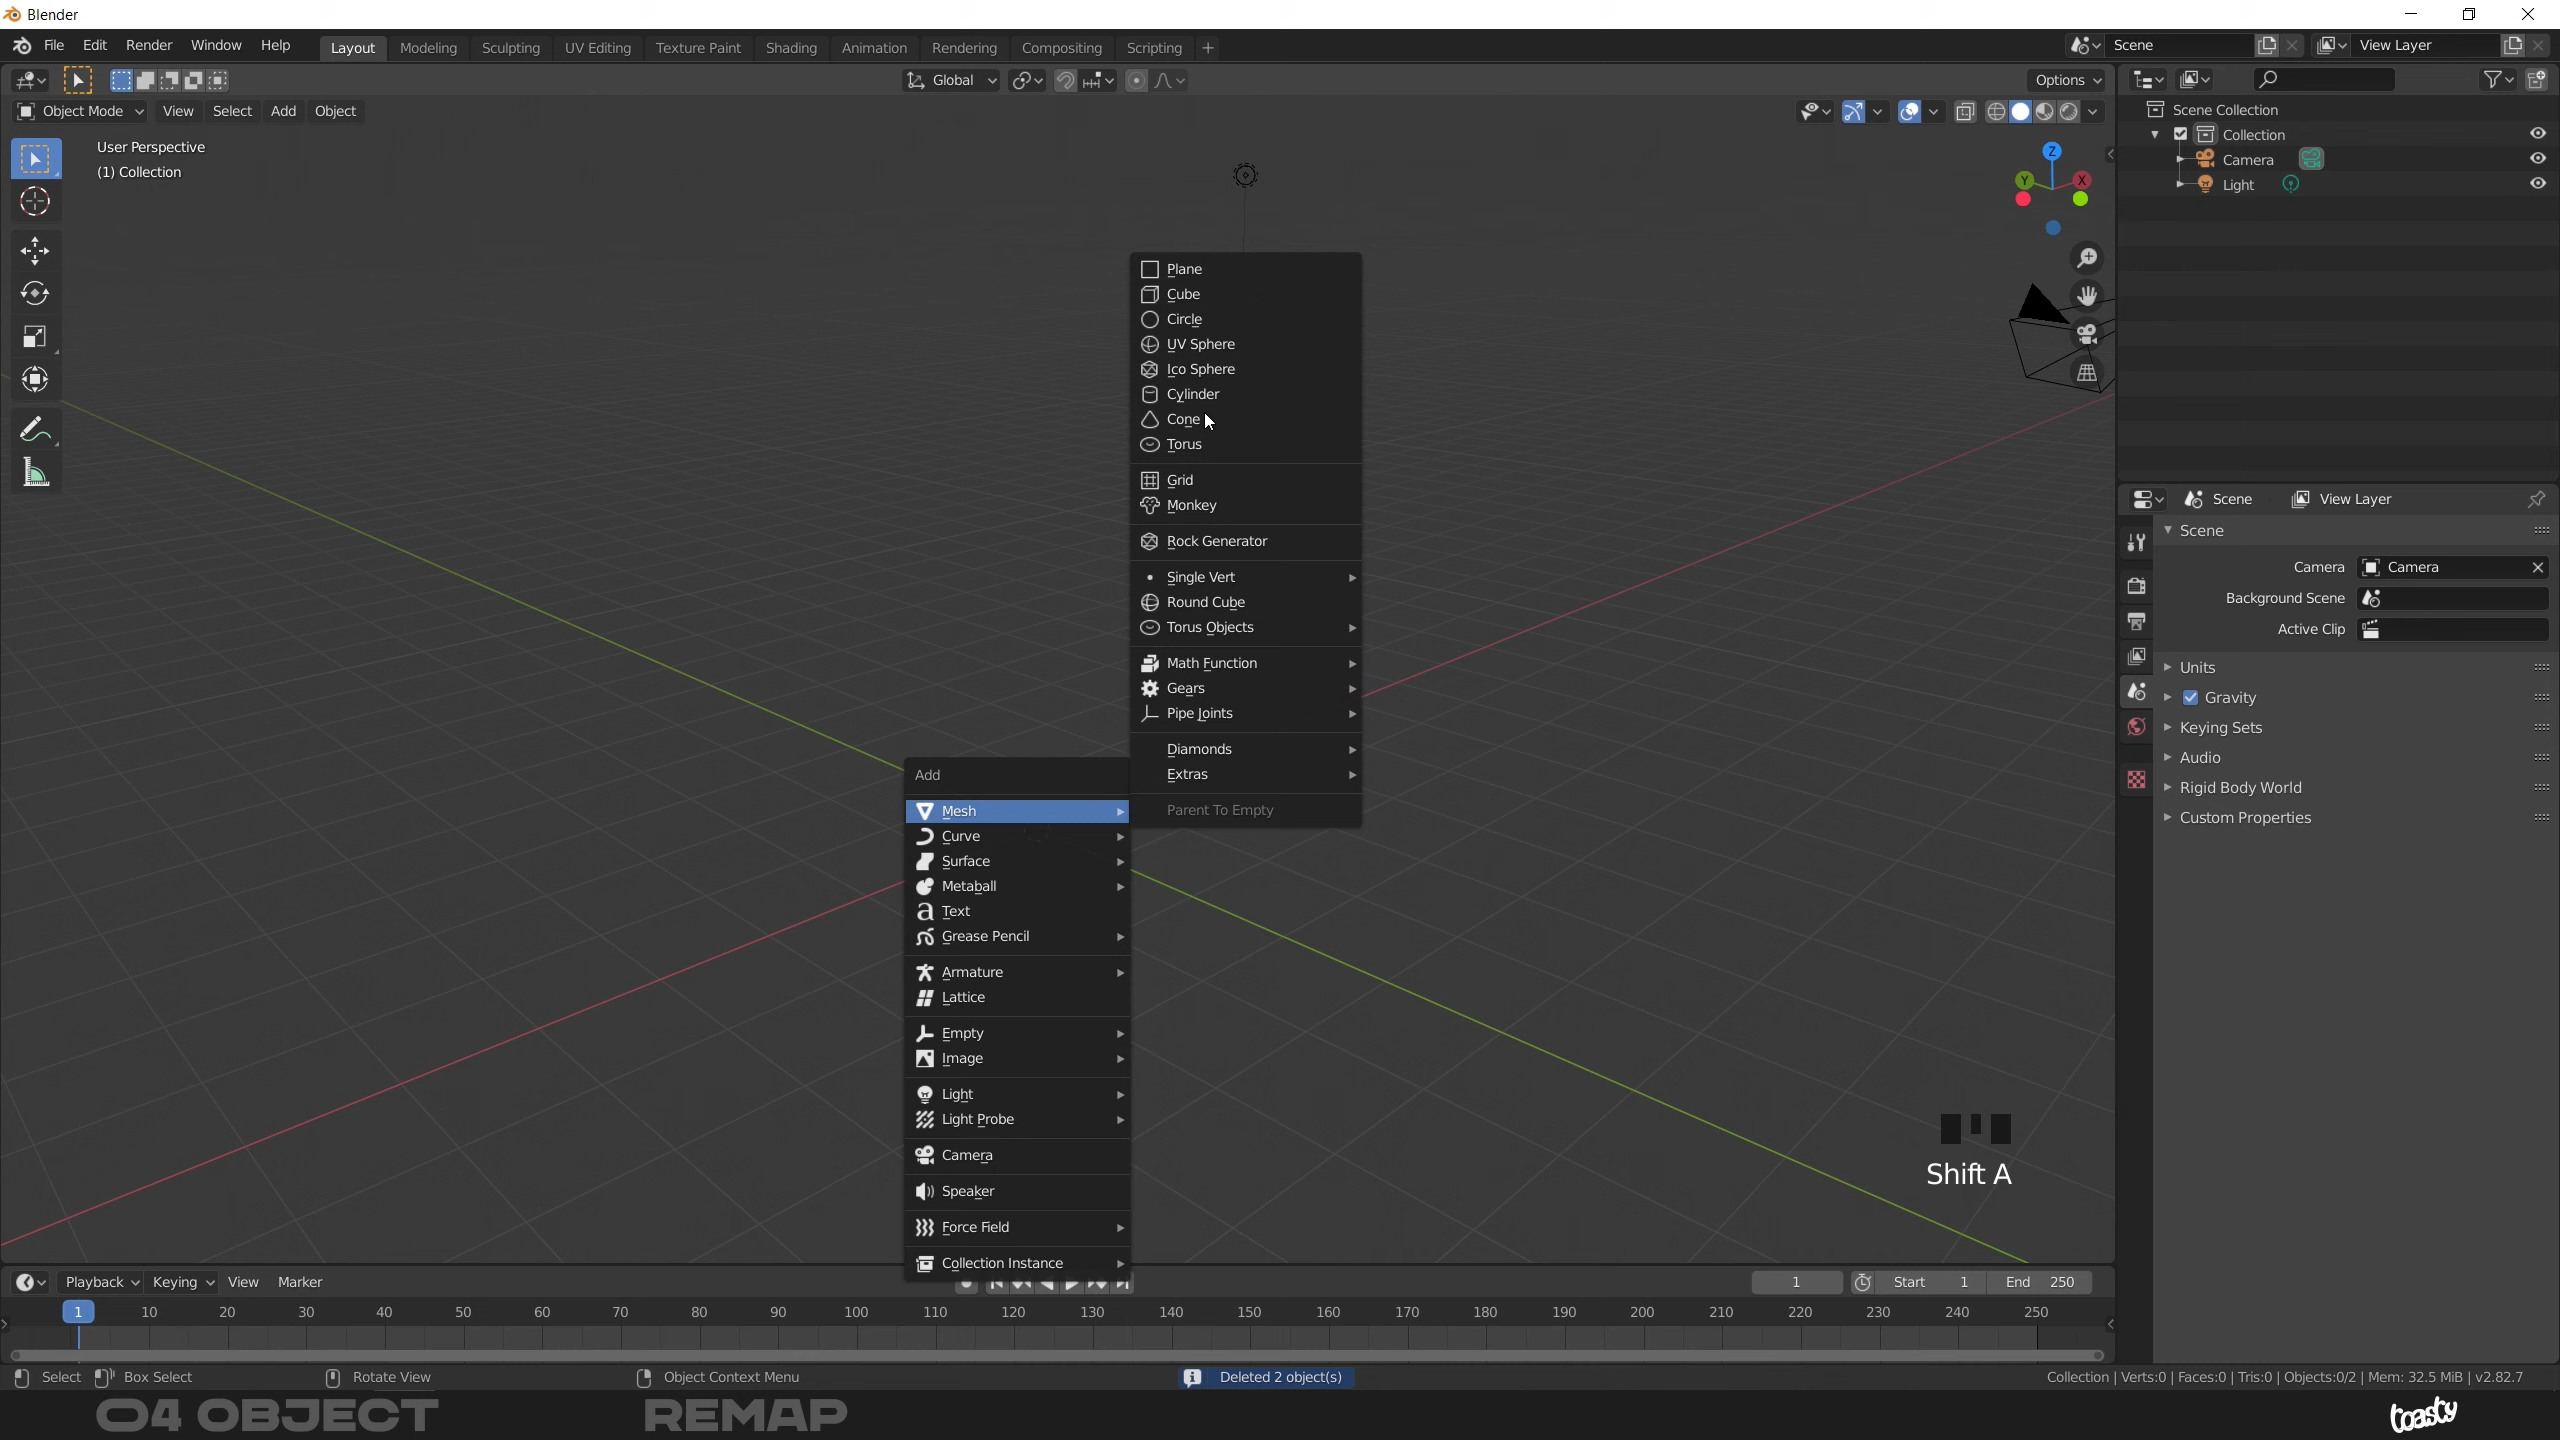 Blender
File Edit Render Window Help Layout Modeling Sculpting UV Editing Texture Paint Shading Animation Rendering Compositing Scripting + Scene View Layer
Global Options
Object Mode View Select Add Object
Scene Collection
Collection
Camera
Light
User Perspective
(1) Collection
Z
Y X
Plane
Cube
Circle
UV Sphere
Ico Sphere
Cylinder
Cone
Torus
Grid
Monkey
Rock Generator
Single Vert
Round Cube
Torus Objects
Math Function
Gears
Pipe Joints
Diamonds
Extras
Parent To Empty
Add
Mesh
Curve
Surface
Metaball
Text
Grease Pencil
Armature
Lattice
Empty
Image
Light
Light Probe
Camera
Speaker
Force Field
Collection Instance
Scene View Layer
Scene
Camera Camera
Background Scene
Active Clip
Units
Gravity
Keying Sets
Audio
Rigid Body World
Custom Properties
Shift A
Playback Keying View Marker 1 Start 1 End 250
1 10 20 30 40 50 60 70 80 90 100 110 120 130 140 150 160 170 180 190 200 210 220 230 240 250
Select Box Select Rotate View Object Context Menu Deleted 2 object(s) Collection | Verts:0 | Faces:0 | Tris:0 | Objects:0/2 | Mem: 32.5 MiB | v2.82.7
04 OBJECT REMAP toasty